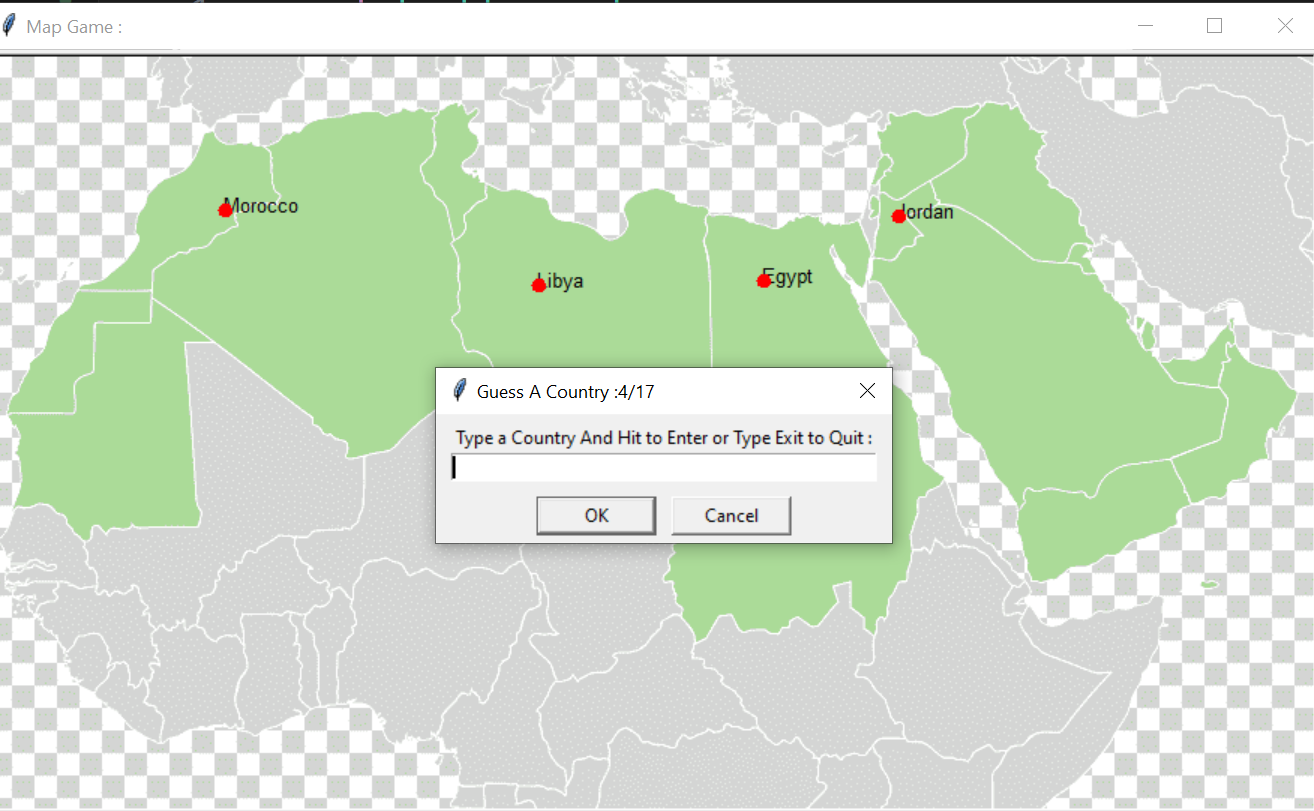 Map Game :
Morocco
Jordan
Libya
Egypt
Guess A Country :4/17
Type a Country And Hit to Enter or Type Exit to Quit :
OK
Cancel